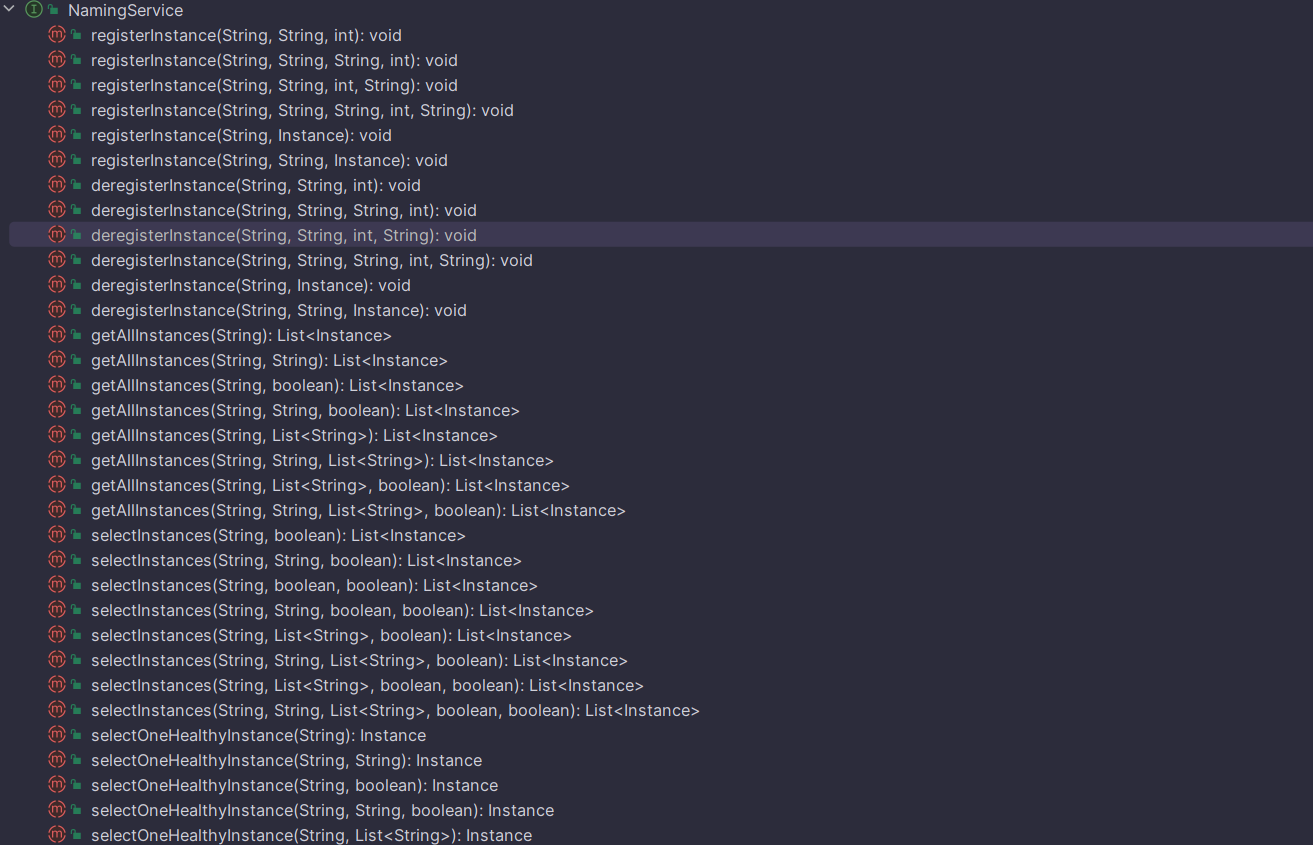 NamingService
registerInstance(String, String, int): void
registerInstance(String, String, String, int): void
registerInstance(String, String, int, String): void
registerInstance(String, String, String, int, String): void
registerInstance(String, Instance): void
registerInstance(String, String, Instance): void
deregisterInstance(String, String, int): void
deregisterInstance(String, String, String, int): void
deregisterInstance(String, String, int, String): void
deregisterInstance(String, String, String, int, String): void
deregisterInstance(String, Instance): void
deregisterInstance(String, String, Instance): void
getAllInstances(String): List<Instance>
getAllInstances(String, String): List<Instance>
getAllInstances(String, boolean): List<Instance>
getAllInstances(String, String, boolean): List<Instance>
getAllInstances(String, List<String>): List<Instance>
getAllInstances(String, String, List<String>): List<Instance>
getAllInstances(String, List<String>, boolean): List<Instance>
getAllInstances(String, String, List<String>, boolean): List<Instance>
selectInstances(String, boolean): List<Instance>
selectInstances(String, String, boolean): List<Instance>
selectInstances(String, boolean, boolean): List<Instance>
selectInstances(String, String, boolean, boolean): List<Instance>
selectInstances(String, List<String>, boolean): List<Instance>
selectInstances(String, String, List<String>, boolean): List<Instance>
selectInstances(String, List<String>, boolean, boolean): List<Instance>
selectInstances(String, String, List<String>, boolean, boolean): List<Instance>
selectOneHealthyInstance(String): Instance
selectOneHealthyInstance(String, String): Instance
selectOneHealthyInstance(String, boolean): Instance
selectOneHealthyInstance(String, String, boolean): Instance
selectOneHealthyInstance(String, List<String>): Instance